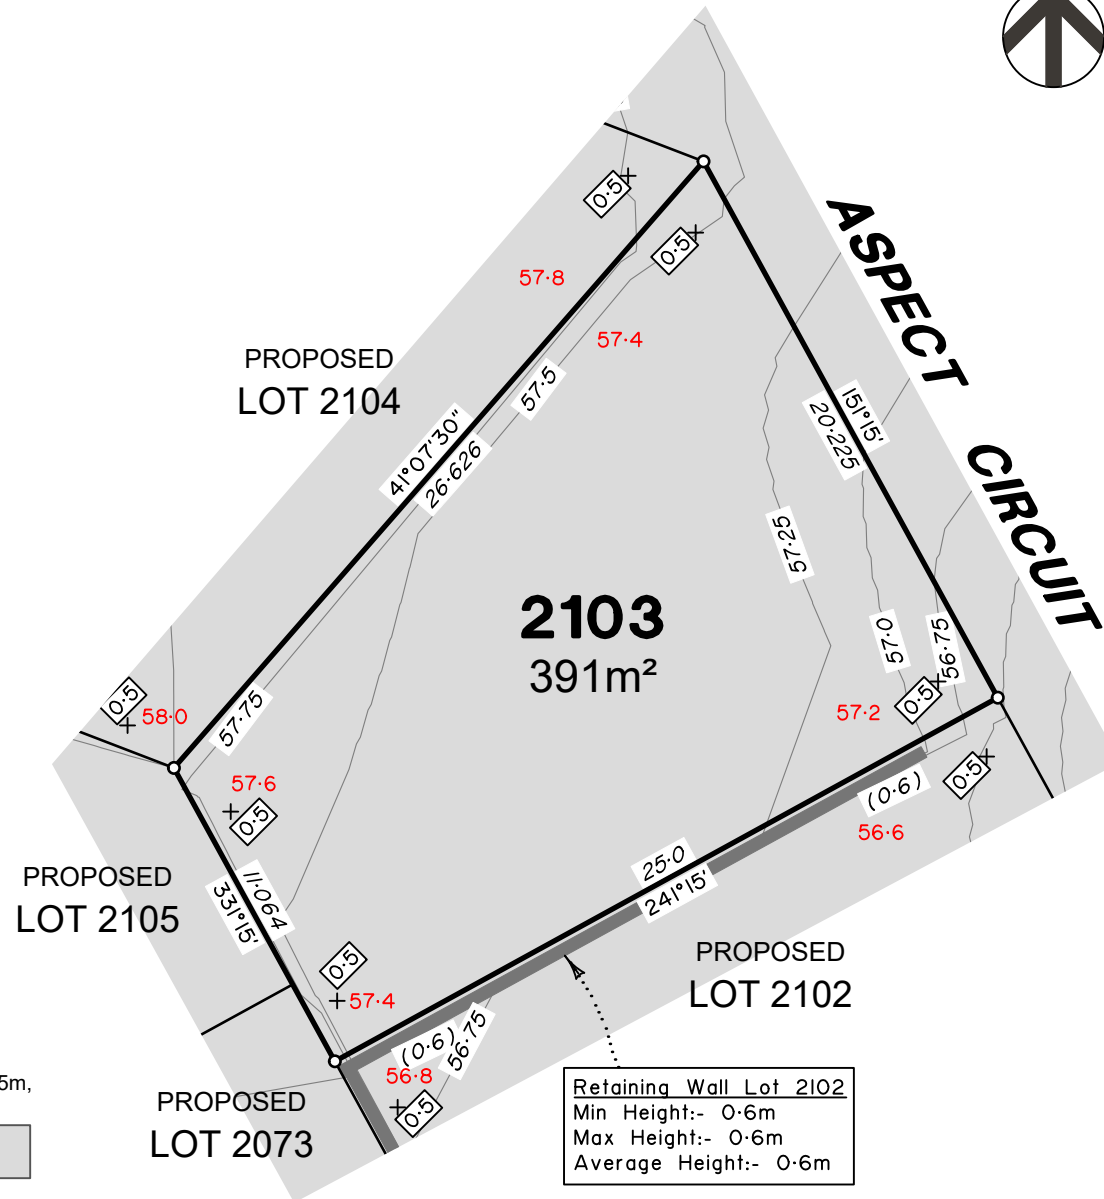 ASPECT CIRCUIT
0·5
0·5
57·8
57·4
PROPOSED
LOT 2104
57·5
41°07'30"
26·626
151°15'
20·225
57·25
2103
391m²
57·0
56·75
0·5
57·2
0·5
58·0
57·75
57·6
0·5
0·5
(0·6)
56·6
25·0
241°15'
PROPOSED
LOT 2105
11·064
331°15'
0·5
57·4
PROPOSED
LOT 2102
(0·6)
56·75
56·8
0·5
5m,
PROPOSED
LOT 2073
Retaining Wall Lot 2102
Min Height:- 0·6m
Max Height:- 0·6m
Average Height:- 0·6m